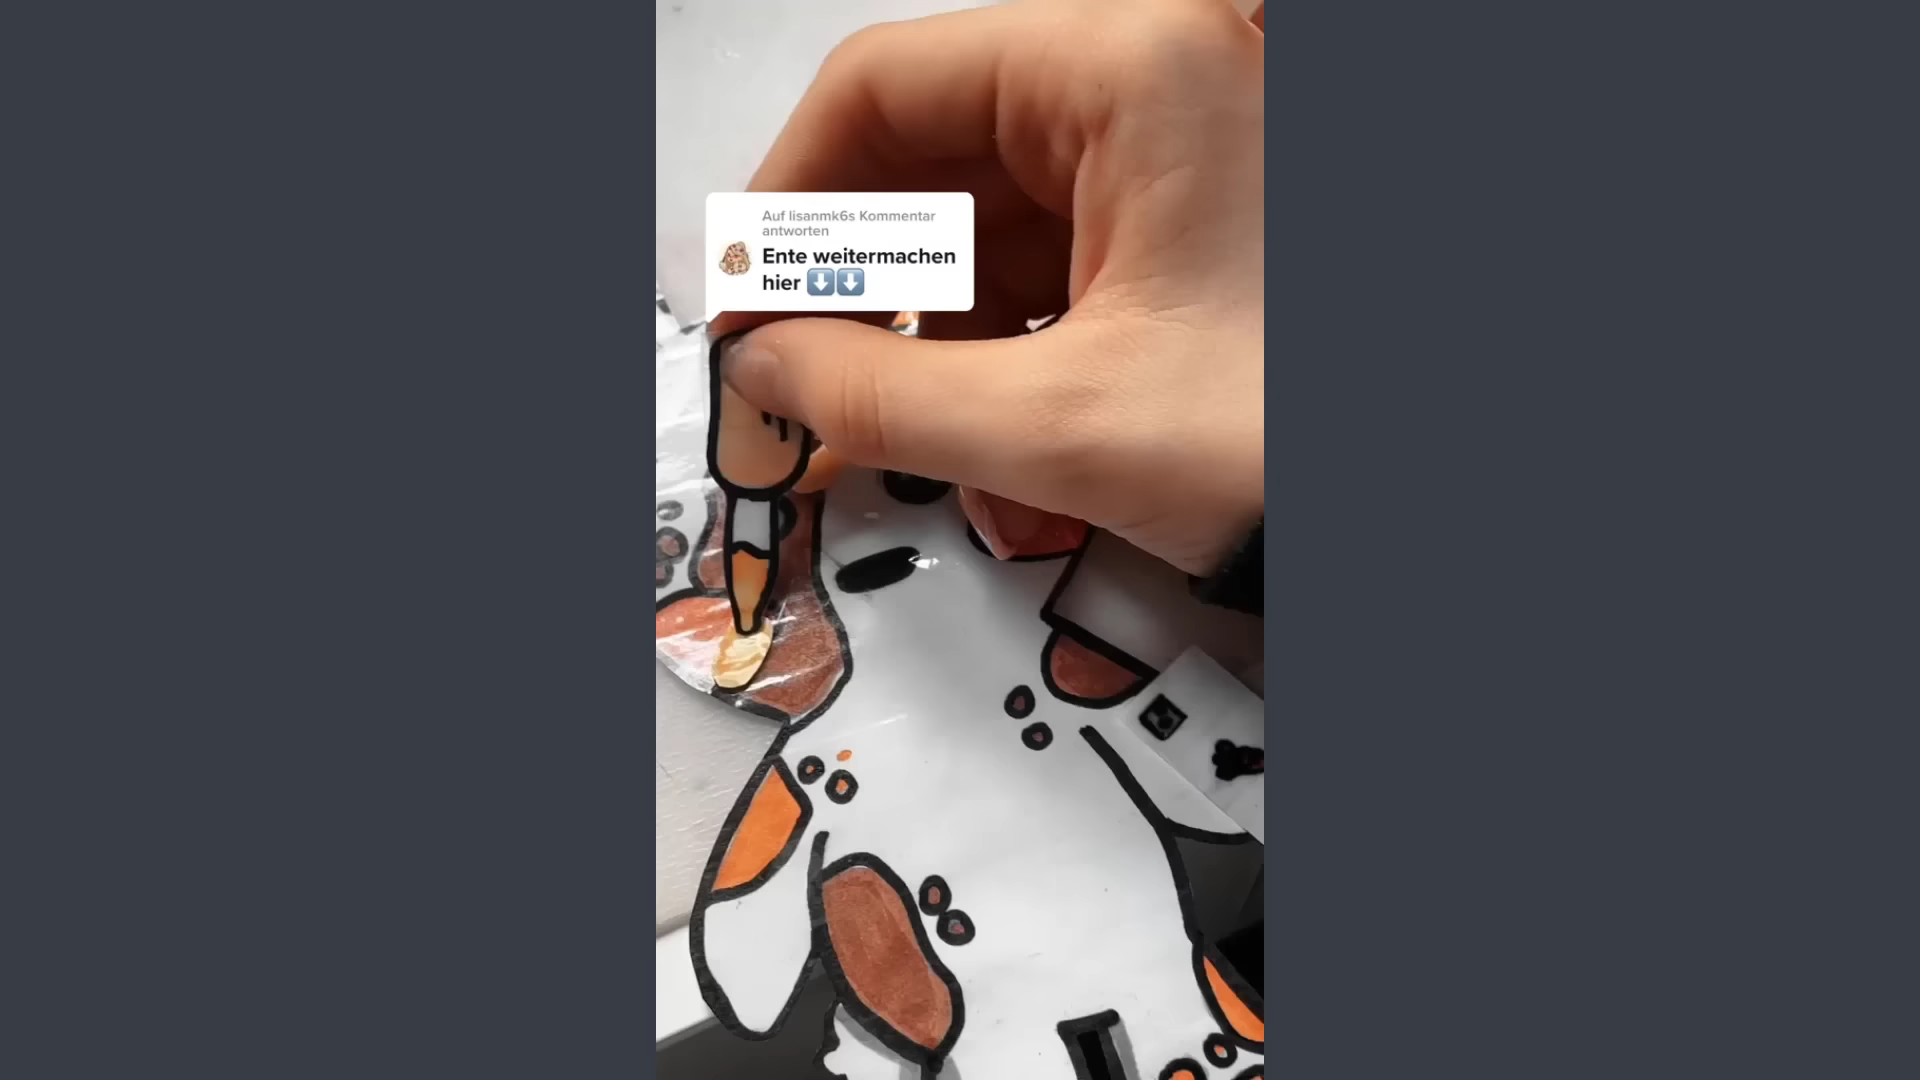 Auf lisanmk6s Kommentar
antworten
Ente weitermachen
hier ⬇️⬇️